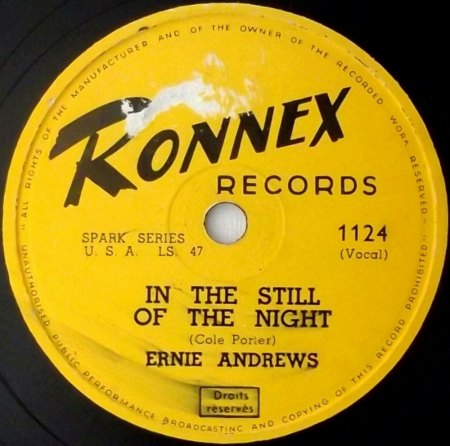 "ALL RIGHTS OF THE MANUFACTURER AND OF THE OWNER OF THE RECORDED WORK RESERVED"
RONNEX
RECORDS
SPARK SERIES
U. S. A. LS. 47
1124
(Vocal)
IN THE STILL
OF THE NIGHT
(Cole Porter)
ERNIE ANDREWS
Droits
réservés
"UNAUTHORISED PUBLIC PERFORMANCE BROADCASTING AND COPYING OF THIS RECORD PROHIBITED"